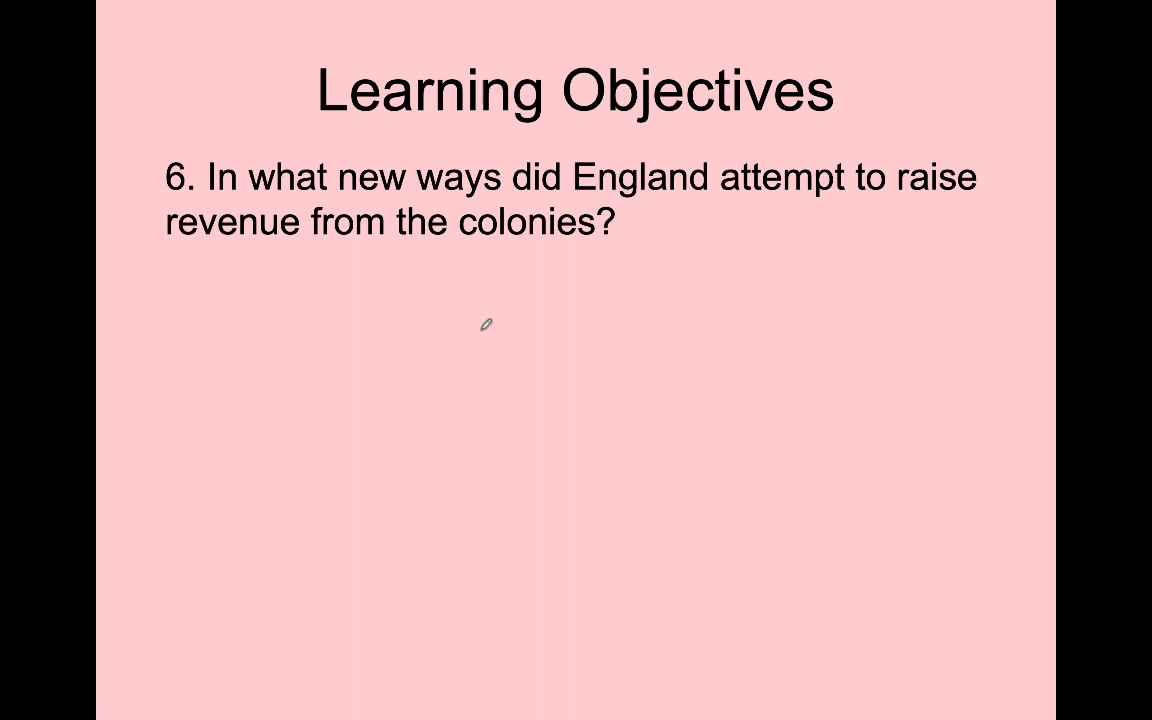 Learning Objectives
6. In what new ways did England attempt to raise
revenue from the colonies?